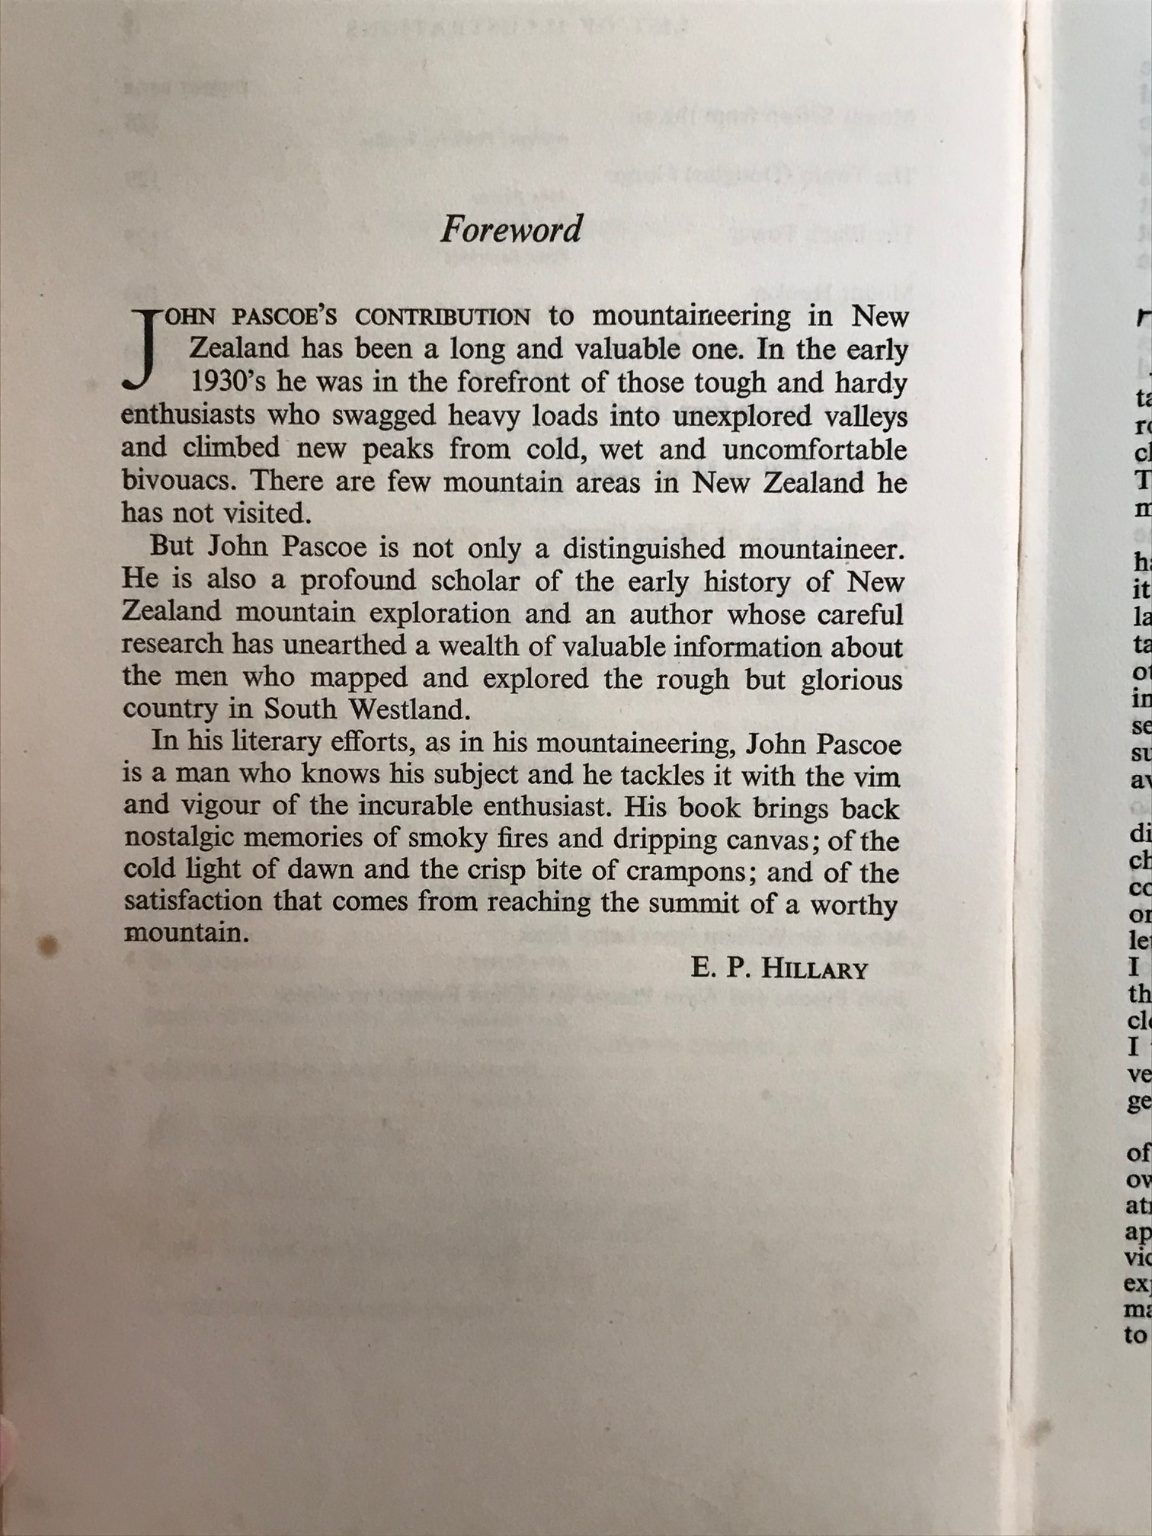 Foreword
JOHN PASCOE'S CONTRIBUTION to mountaineering in New
Zealand has been a long and valuable one. In the early
1930's he was in the forefront of those tough and hardy
enthusiasts who swagged heavy loads into unexplored valleys
and climbed new peaks from cold, wet and uncomfortable
bivouacs. There are few mountain areas in New Zealand he
has not visited.
But John Pascoe is not only a distinguished mountaineer.
He is also a profound scholar of the early history of New
Zealand mountain exploration and an author whose careful
research has unearthed a wealth of valuable information about
the men who mapped and explored the rough but glorious
country in South Westland.
In his literary efforts, as in his mountaineering, John Pascoe
is a man who knows his subject and he tackles it with the vim
and vigour of the incurable enthusiast. His book brings back
nostalgic memories of smoky fires and dripping canvas; of the
cold light of dawn and the crisp bite of crampons; and of the
satisfaction that comes from reaching the summit of a worthy
mountain.
E. P. HILLARY